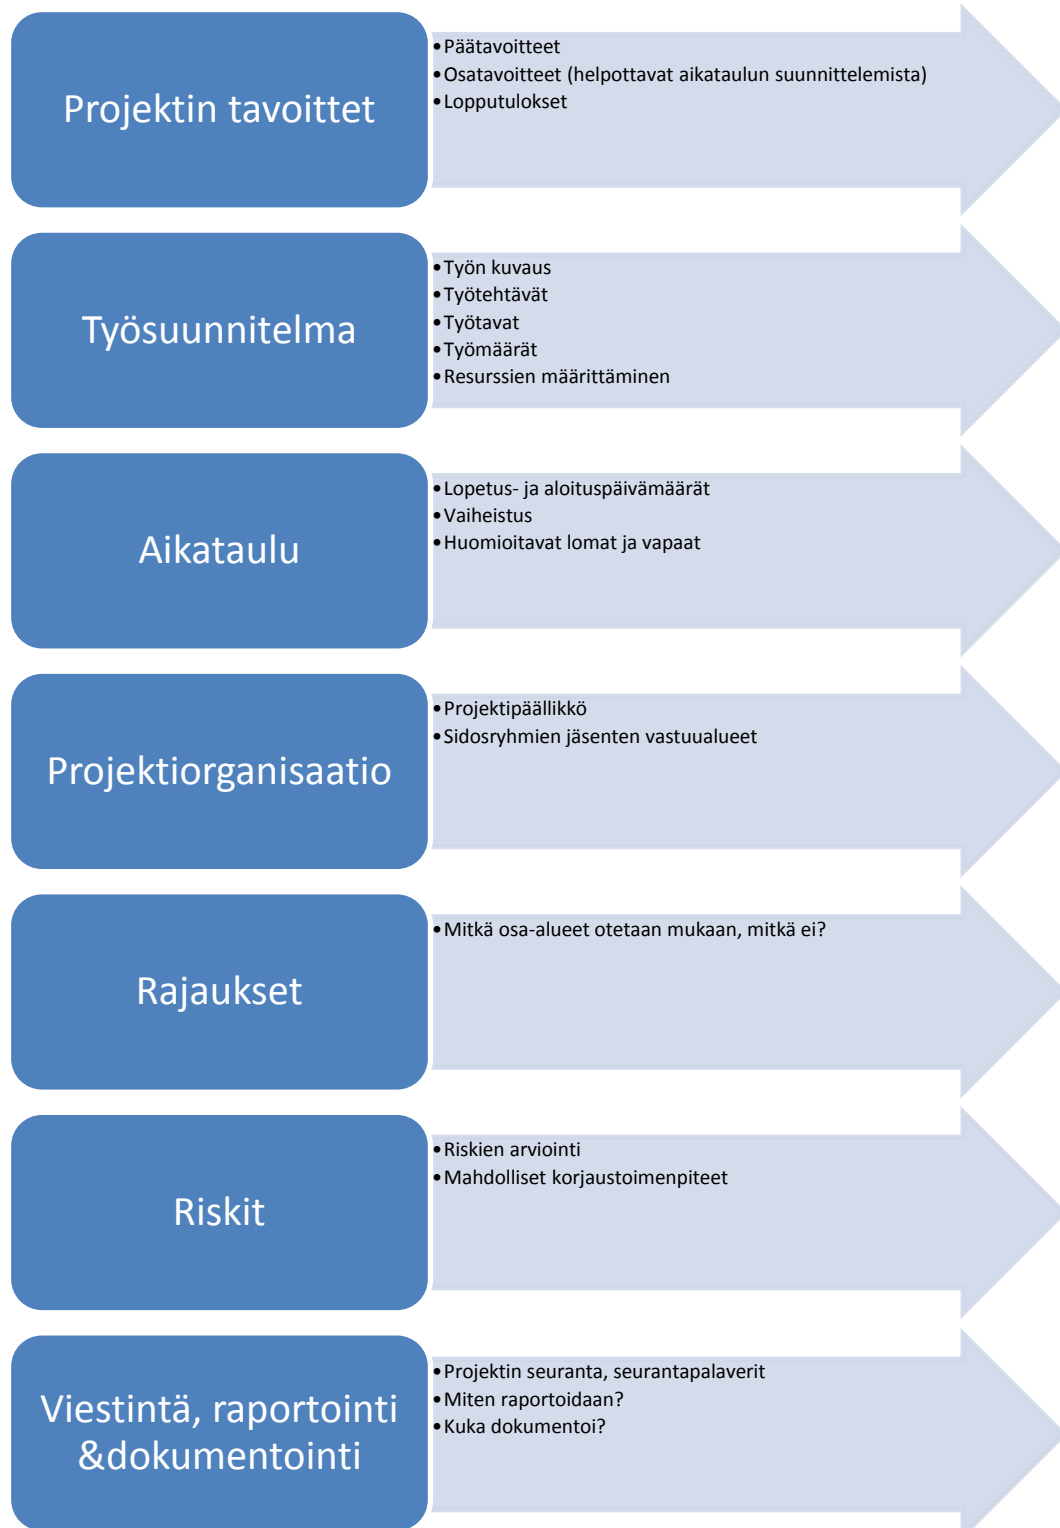 Projektin tavoittet
•Päätavoitteet
•Osatavoitteet (helpottavat aikataulun suunnittelemista)
•Lopputulokset
Työsuunnitelma
•Työn kuvaus
•Työtehtävät
•Työtavat
•Työmäärät
•Resurssien määrittäminen
Aikataulu
•Lopetus- ja aloituspäivämäärät
•Vaiheistus
•Huomioitavat lomat ja vapaat
Projektiorganisaatio
•Projektipäällikkö
•Sidosryhmien jäsenten vastuualueet
Rajaukset
•Mitkä osa-alueet otetaan mukaan, mitkä ei?
Riskit
•Riskien arviointi
•Mahdolliset korjaustoimenpiteet
Viestintä, raportointi
&dokumentointi
•Projektin seuranta, seurantapalaverit
•Miten raportoidaan?
•Kuka dokumentoi?